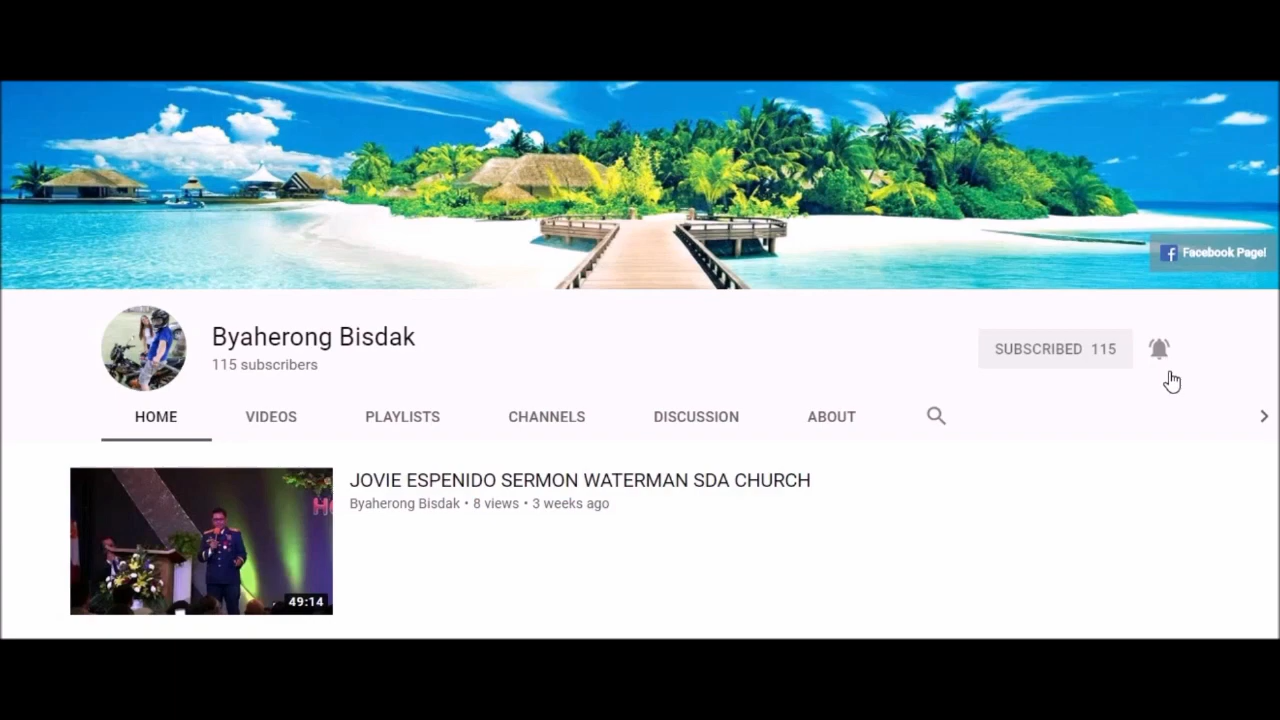 Facebook Page!
Byaherong Bisdak
115 subscribers
SUBSCRIBED 115
HOME VIDEOS PLAYLISTS CHANNELS DISCUSSION ABOUT
JOVIE ESPENIDO SERMON WATERMAN SDA CHURCH
Byaherong Bisdak • 8 views • 3 weeks ago
49:14